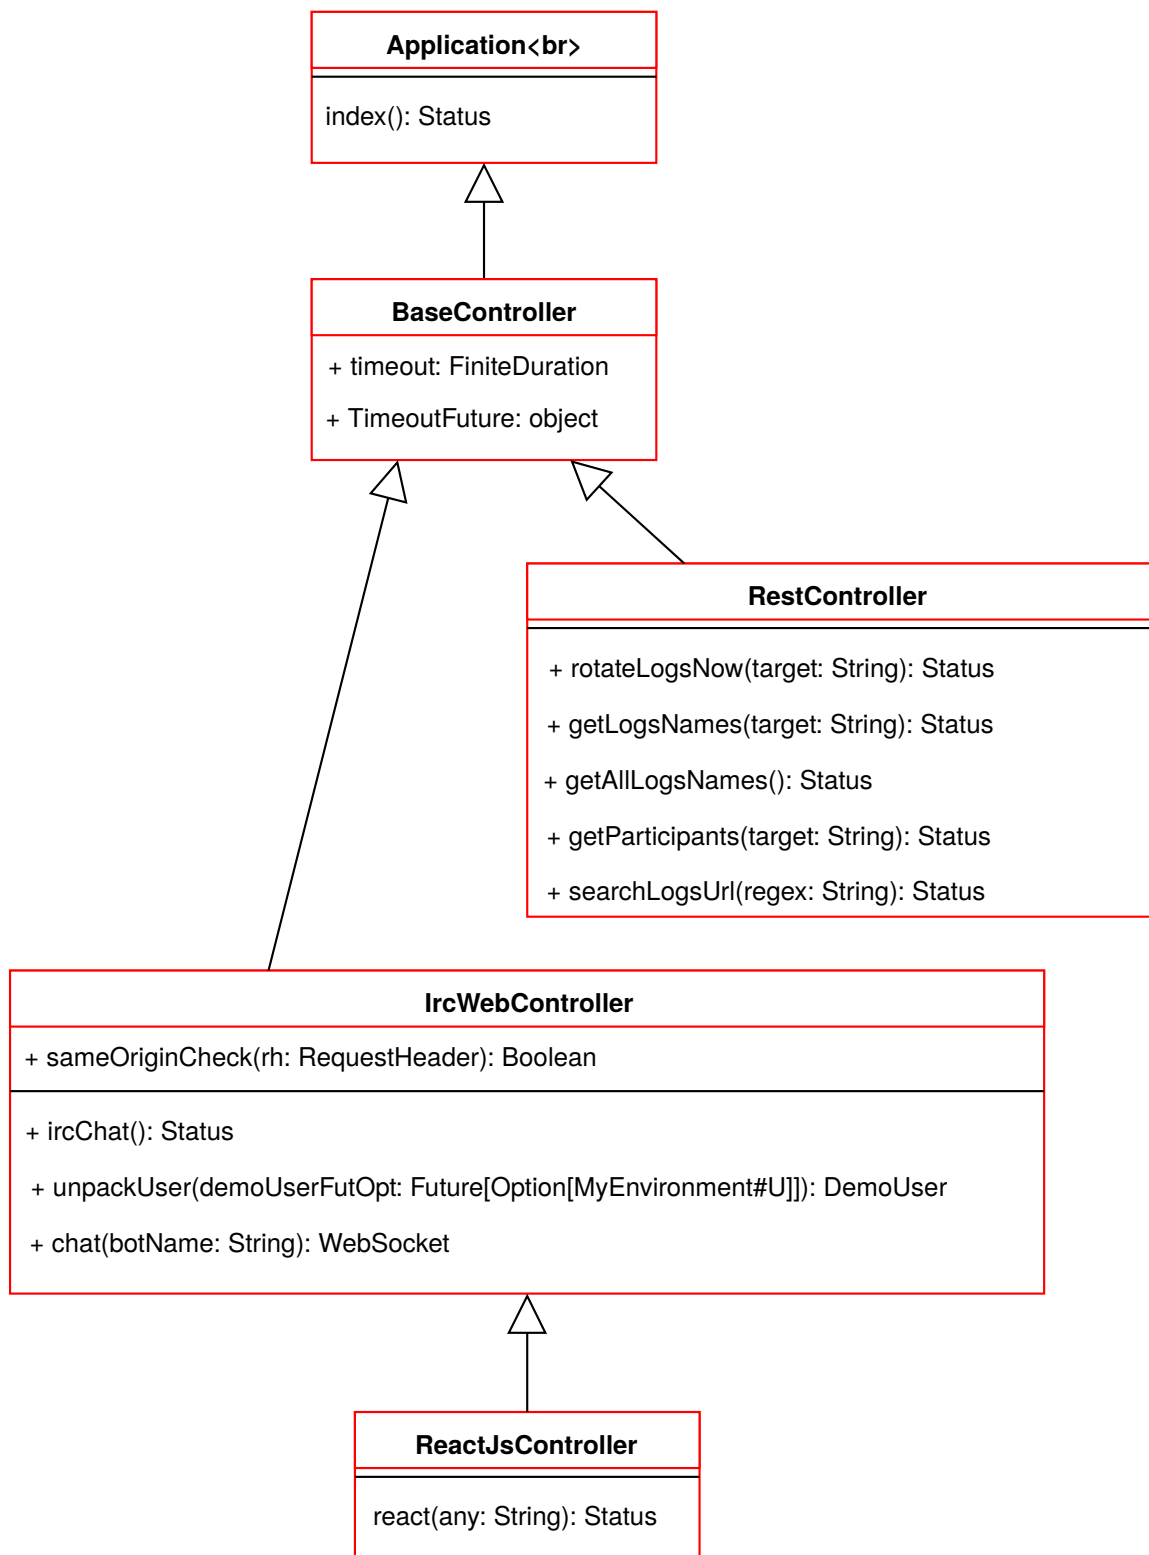 Application<br>
index(): Status
BaseController
+ timeout: FiniteDuration
+ TimeoutFuture: object
RestController
+ rotateLogsNow(target: String): Status
+ getLogsNames(target: String): Status
+ getAllLogsNames(): Status
+ getParticipants(target: String): Status
+ searchLogsUrl(regex: String): Status
IrcWebController
+ sameOriginCheck(rh: RequestHeader): Boolean
+ ircChat(): Status
+ unpackUser(demoUserFutOpt: Future[Option[MyEnvironment#U]]): DemoUser
+ chat(botName: String): WebSocket
ReactJsController
react(any: String): Status